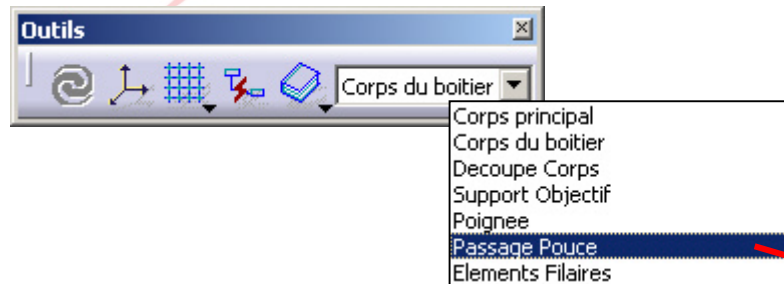 Outils
Corps du boitier
Corps principal
Corps du boitier
Decoupe Corps
Support Objectif
Poignee
Passage Pouce
Elements Filaires